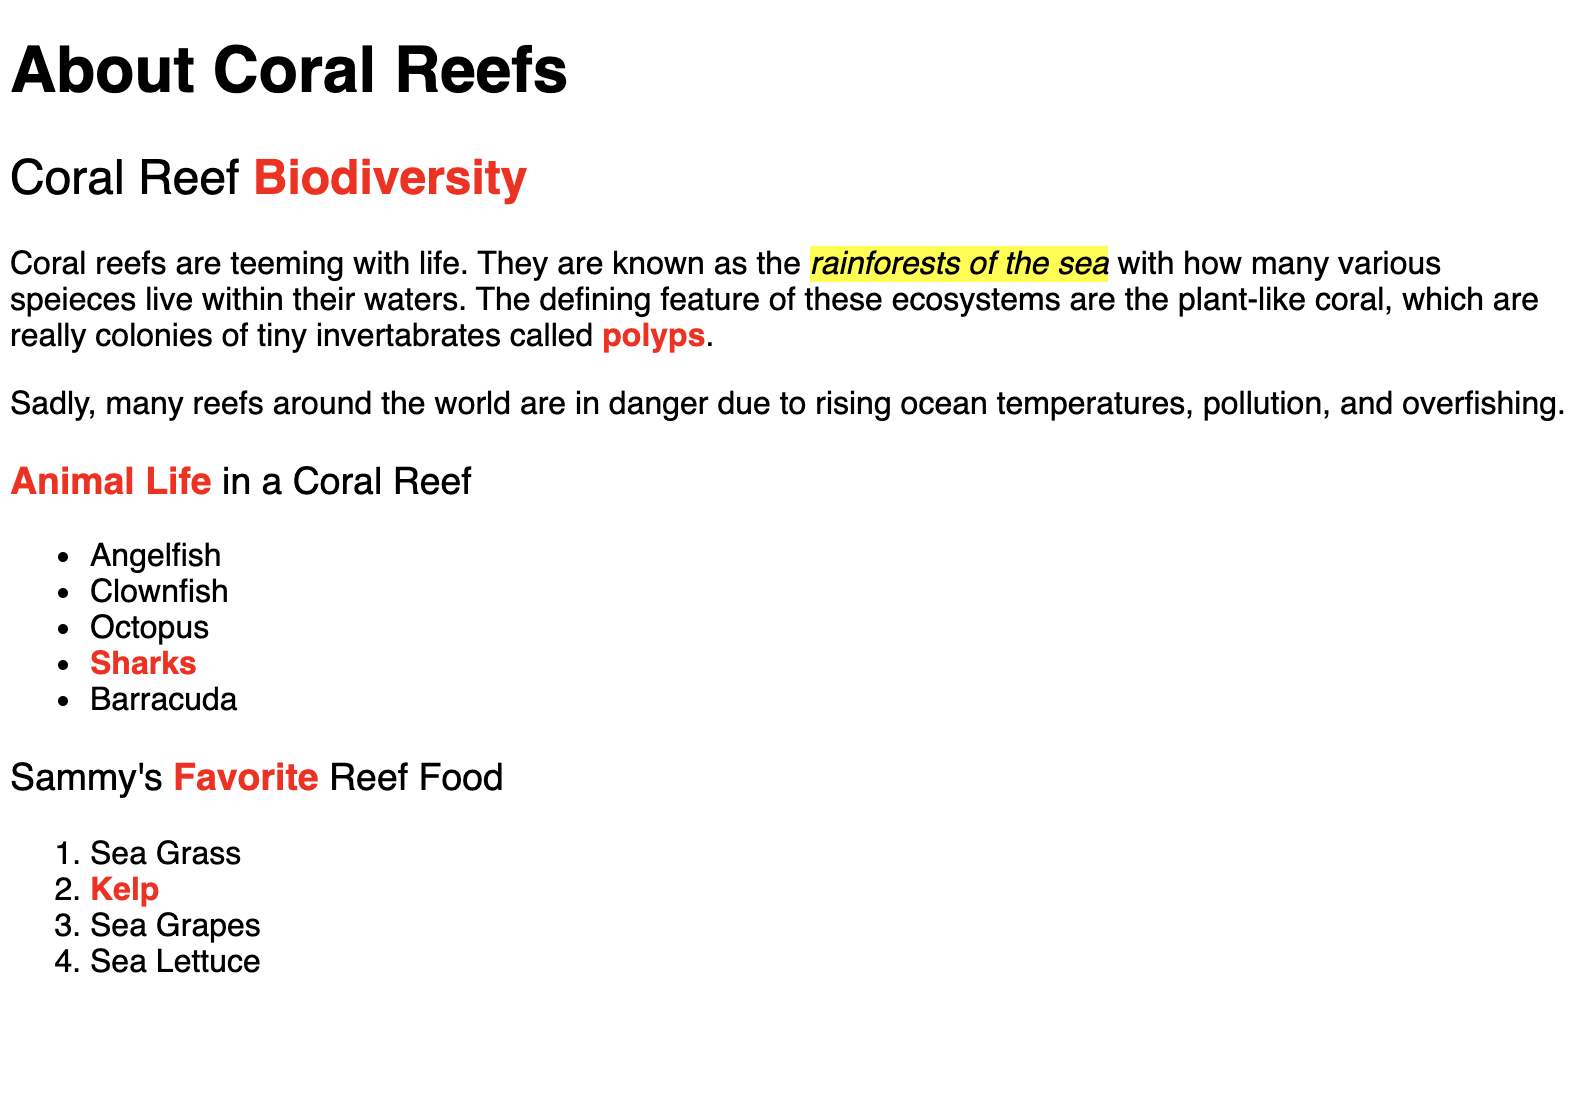 About Coral Reefs
Coral Reef Biodiversity
Coral reefs are teeming with life. They are known as the rainforests of the sea with how many various
speieces live within their waters. The defining feature of these ecosystems are the plant-like coral, which are
really colonies of tiny invertabrates called polyps.
Sadly, many reefs around the world are in danger due to rising ocean temperatures, pollution, and overfishing.
Animal Life in a Coral Reef
• Angelfish
• Clownfish
• Octopus
• Sharks
• Barracuda
Sammy's Favorite Reef Food
1. Sea Grass
2. Kelp
3. Sea Grapes
4. Sea Lettuce